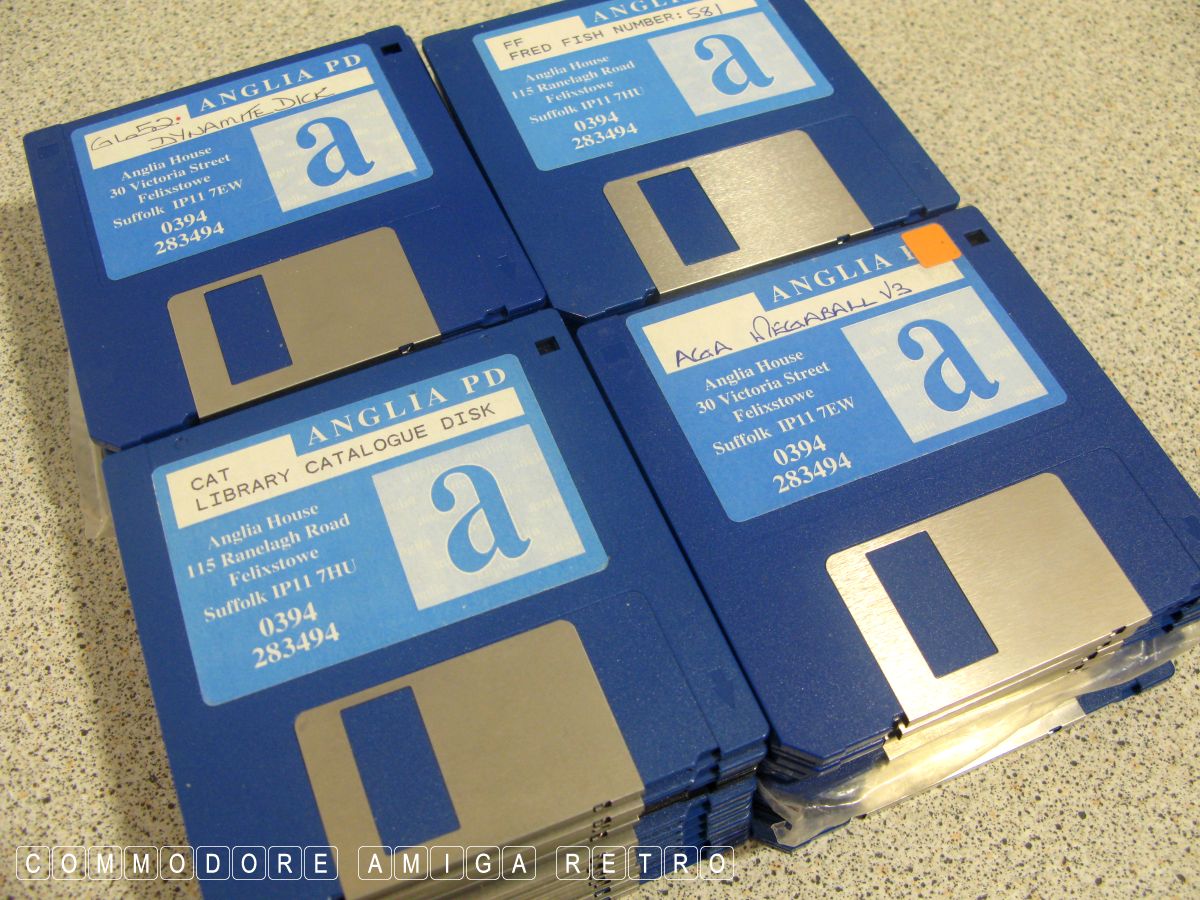 ANGLIA PD
GL652:
DYNAMITE DICK
Anglia House
30 Victoria Street
Felixstowe
Suffolk IP11 7EW
0394
283494
a
ANGL
FF
FRED FISH NUMBER: 581
Anglia House
115 Ranelagh Road
Felixstowe
Suffolk IP11 7HU
0394
283494
a
ANGLIA PD
CAT
LIBRARY CATALOGUE DISK
Anglia House
115 Ranelagh Road
Felixstowe
Suffolk IP11 7HU
0394
283494
a
ANGLIA P
AGA MEGABALL V3
Anglia House
30 Victoria Street
Felixstowe
Suffolk IP11 7EW
0394
283494
a
COMMODORE AMIGA RETRO